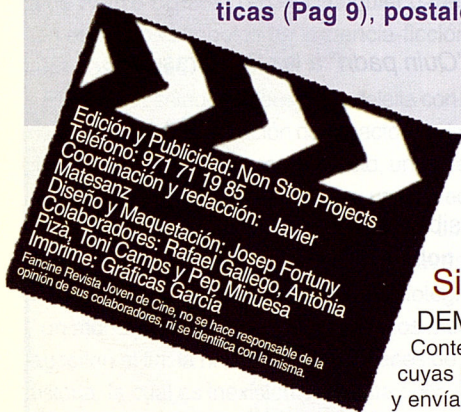 ticas (Pag 9), postale
Edición y Publicidad: Non Stop Projects
Teléfono: 971 71 19 85
Coordinación y redacción: Javier
Matesanz
Diseño y Maquetación: Josep Fortuny
Colaboradores: Rafael Gallego, Antònia
Pizà, Toni Camps y Pep Minuesa
Imprime: Gráficas García
Fancine Revista Joven de Cine, no se hace responsable de la
opinión de sus colaboradores, ni se identifica con la misma.
Si
DEM
Conte
cuyas
y envía